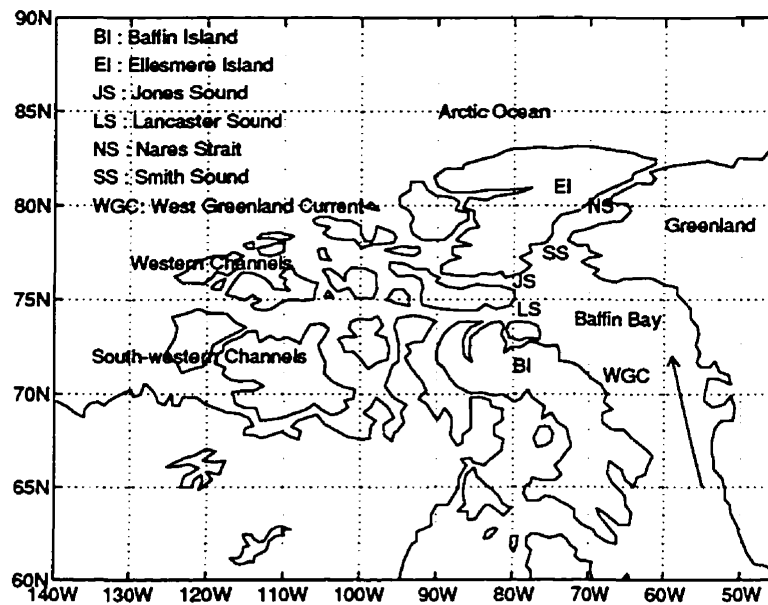 90N
BI : Baffin Island
EI : Ellesmere Island
85N
JS : Jones Sound
Arctic Ocean
LS : Lancaster Sound
NS : Nares Strait
SS : Smith Sound
EI
80N
WGC: West Greenland Current
NS
Greenland
SS
Western Channels
JS
75N
LS
Baffin Bay
South-western Channels
BI
WGC
70N
65N
60N
140W 130W 120W 110W 100W 90W 80W 70W 60W 50W